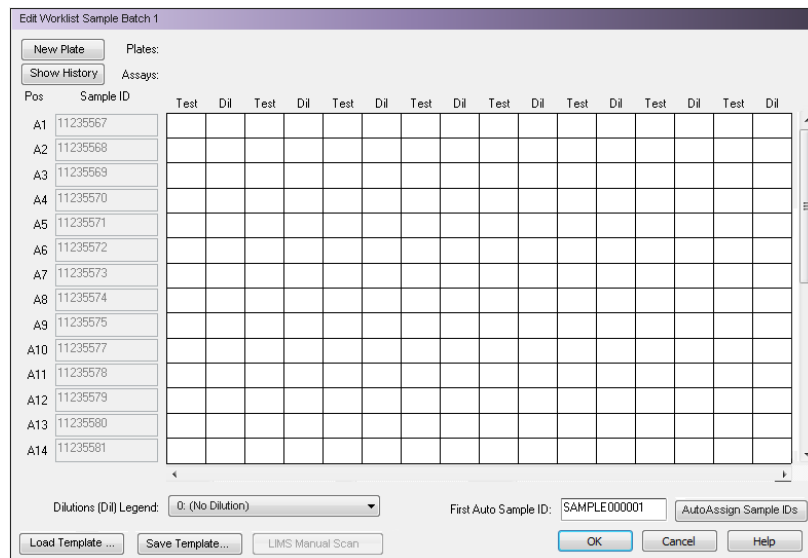 Edit Worklist Sample Batch 1
New Plate Plates:
Show History Assays:
Pos Sample ID Test Dil Test Dil Test Dil Test Dil Test Dil Test Dil Test Dil Test Dil
A1 11235567
A2 11235568
A3 11235569
A4 11235570
A5 11235571
A6 11235572
A7 11235573
A8 11235574
A9 11235575
A10 11235577
A11 11235578
A12 11235579
A13 11235580
A14 11235581
Dilutions (Dil) Legend: 0: (No Dilution) First Auto Sample ID: SAMPLE000001 AutoAssign Sample IDs
Load Template ... Save Template... LIMS Manual Scan OK Cancel Help